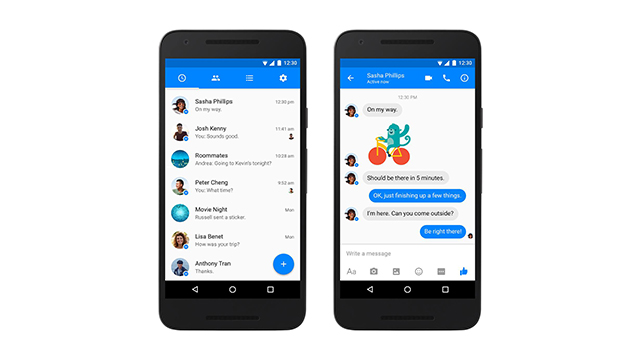 12:30
Sasha Phillips
12:30 pm
On my way.
Josh Kenny
11:41 am
You: Sounds good.
Roommates
10:23 am
Andrea: Going to Kevin's tonight?
Peter Cheng
9:52 am
You: What time?
Movie Night
Mon
Russell sent a sticker.
Lisa Benet
Mon
How was your trip?
Anthony Tran
Thanks.
12:30
Sasha Phillips
Active now
12:30 PM
On my way.
Should be there in 5 minutes.
OK, just finishing up a few things.
I'm here. Can you come outside?
Be right there!
Write a message
Aa